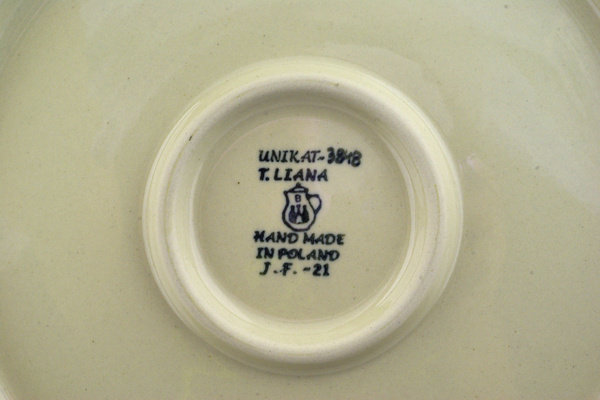 UNIKAT-3848
T. LIANA
B
HAND MADE
IN POLAND
J.F.-21